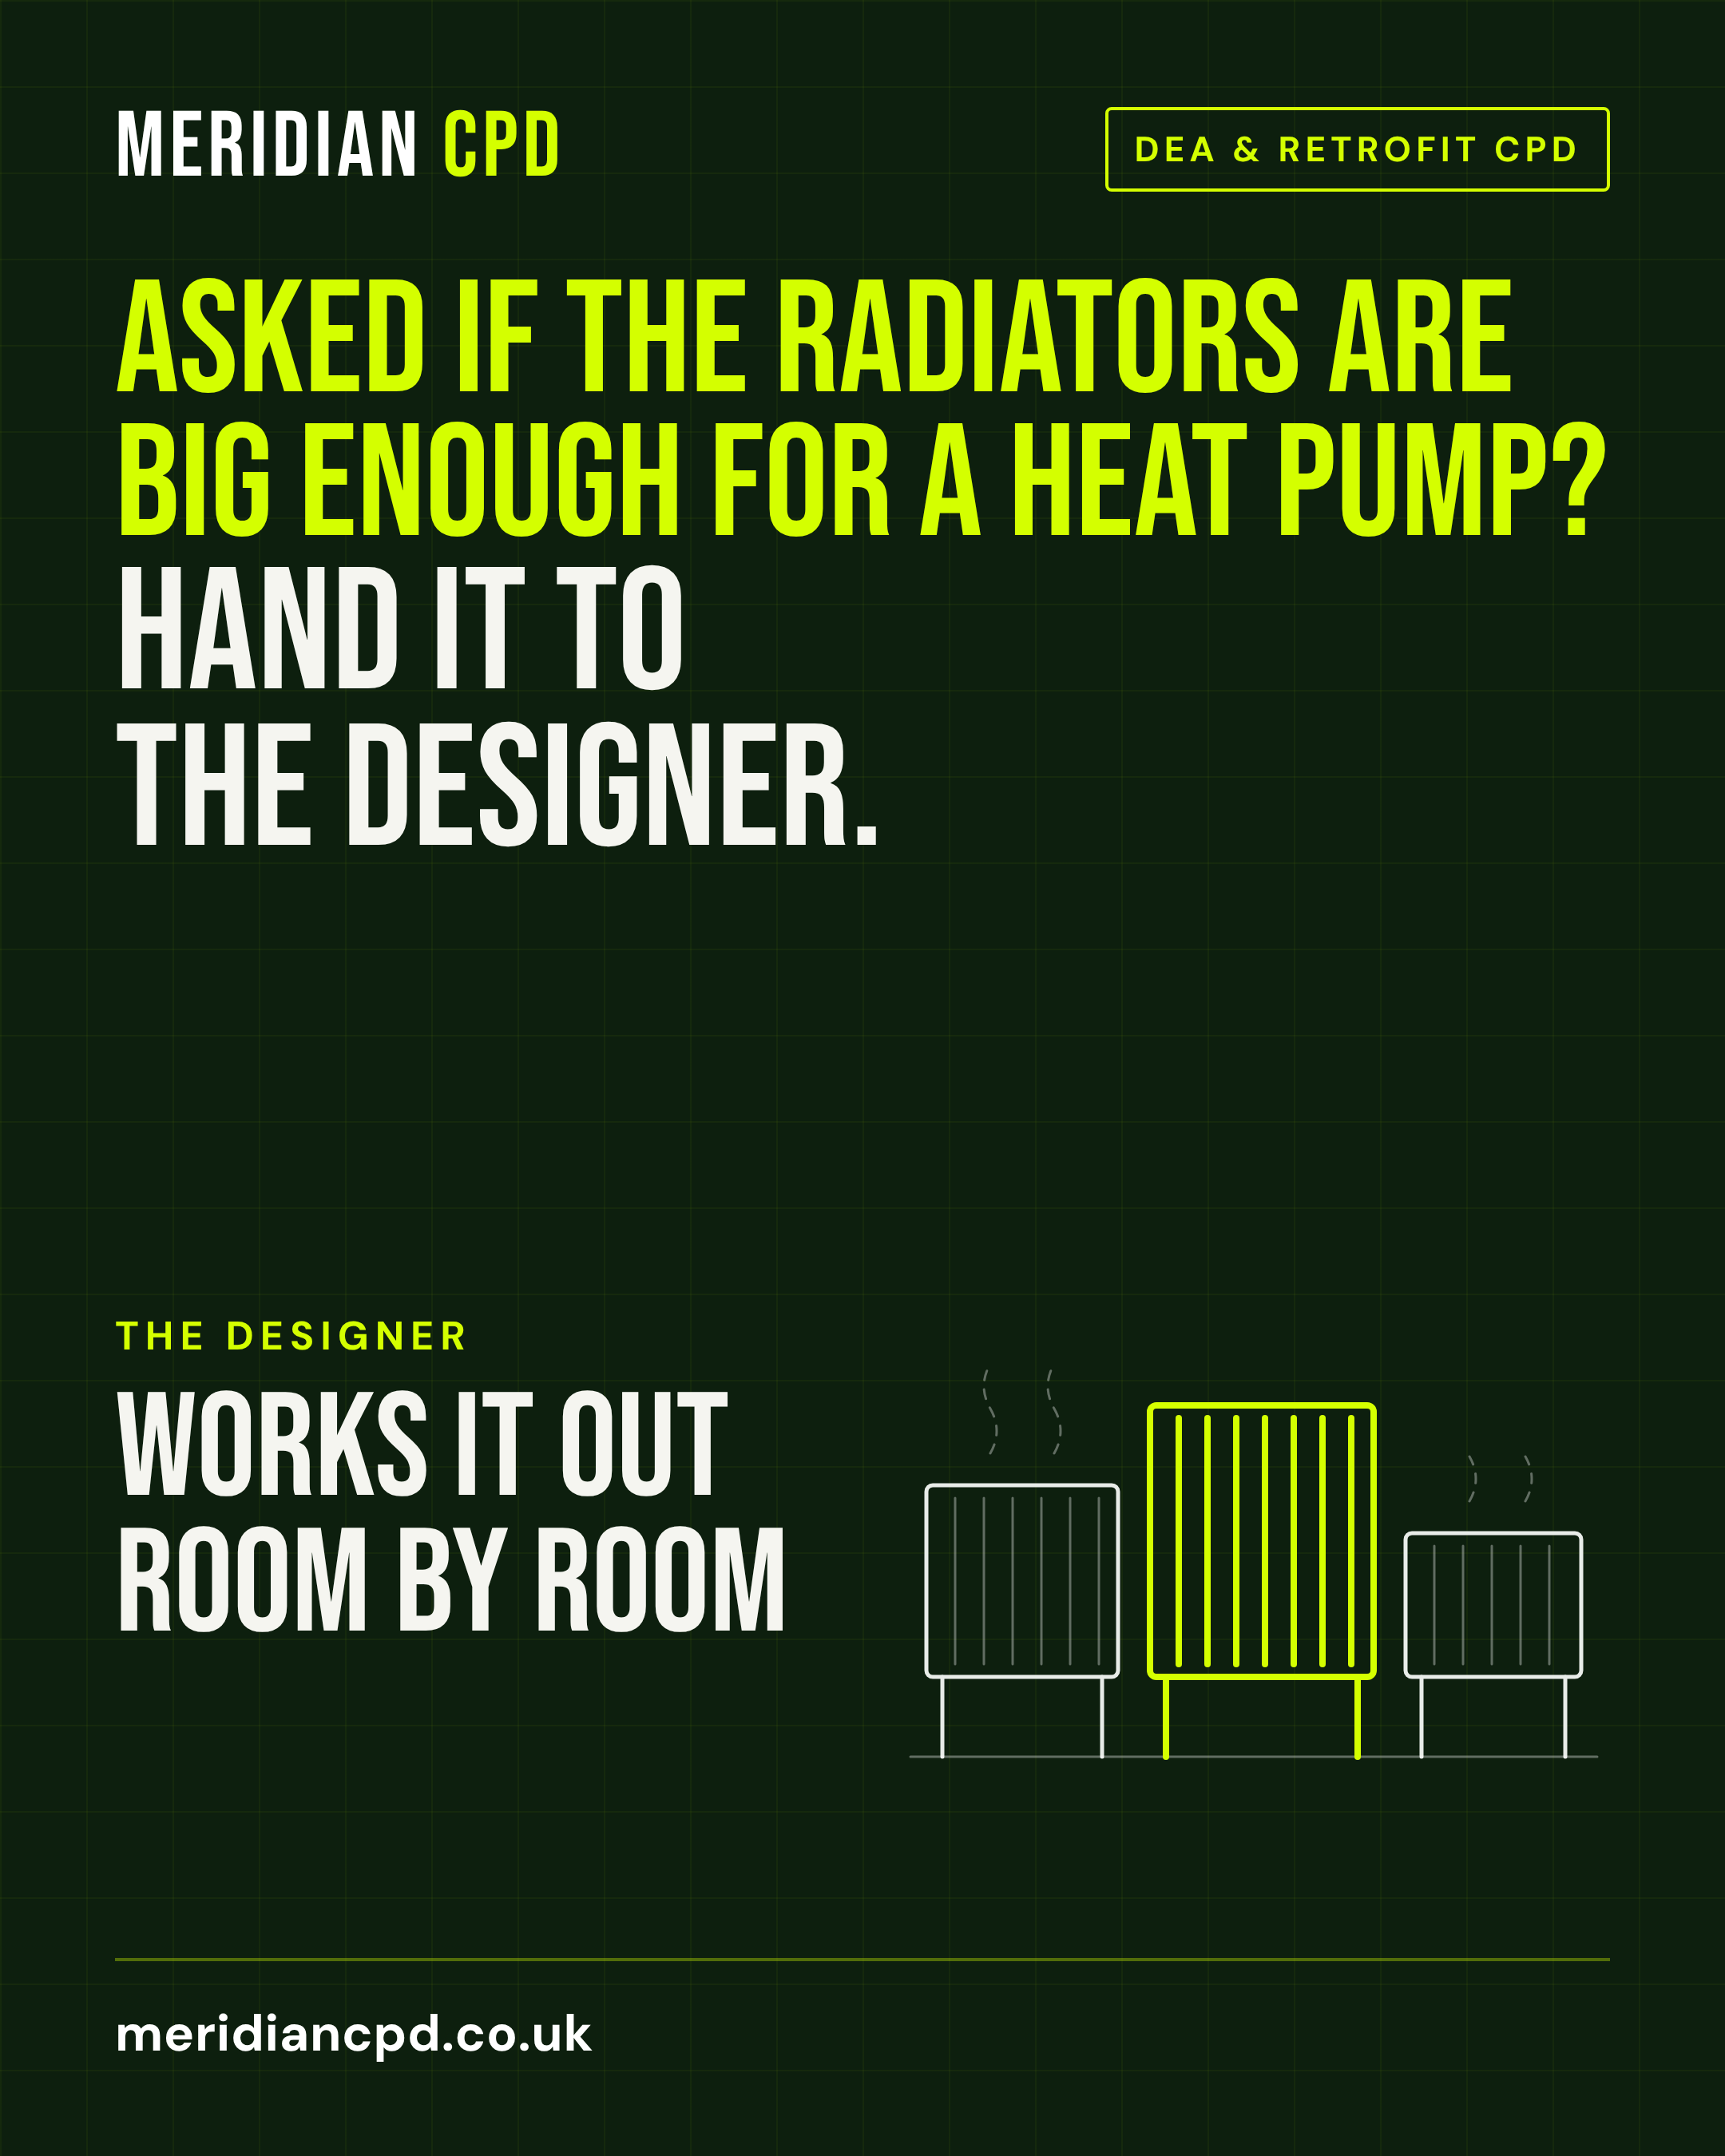 MERIDIAN CPD
DEA & RETROFIT CPD
ASKED IF THE RADIATORS ARE
BIG ENOUGH FOR A HEAT PUMP?
HAND IT TO
THE DESIGNER.
THE DESIGNER
WORKS IT OUT
ROOM BY ROOM
meridiancpd.co.uk